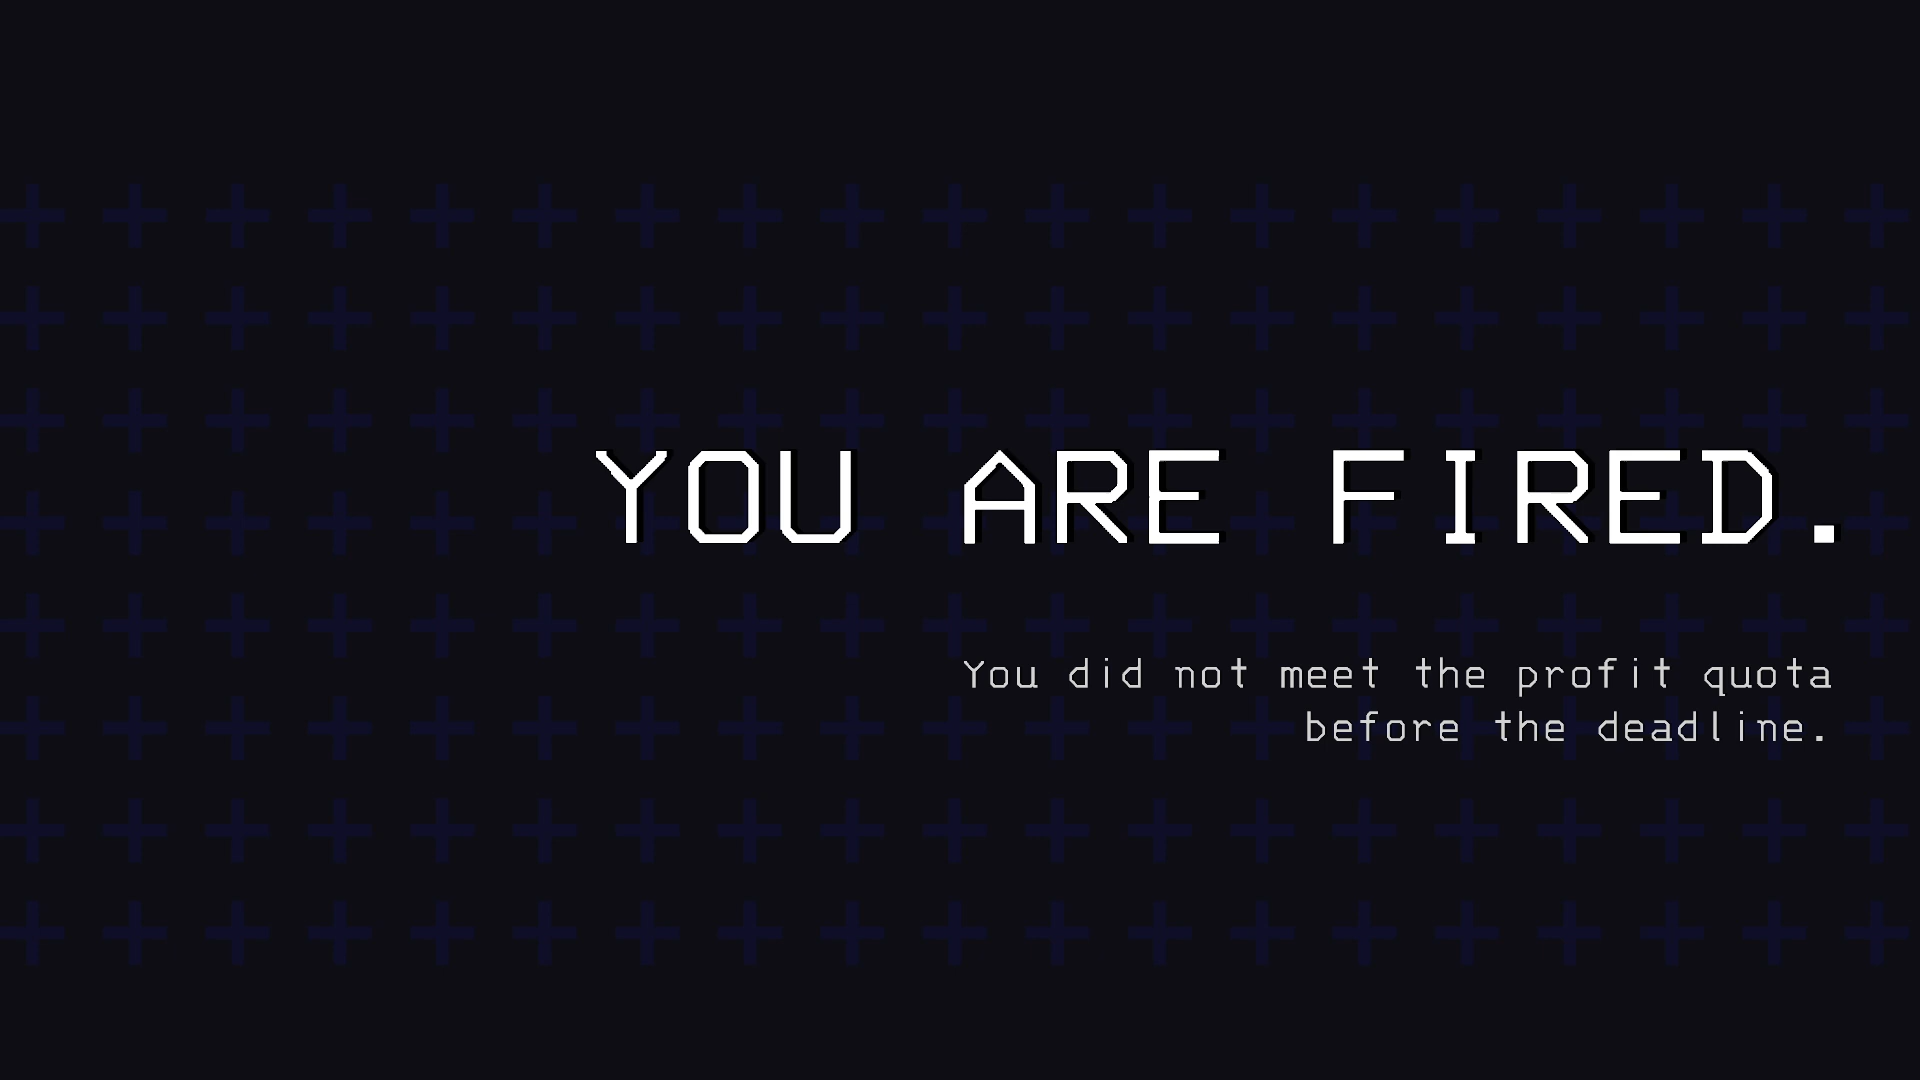 YOU ARE FIRED.
You did not meet the profit quota
before the deadline.